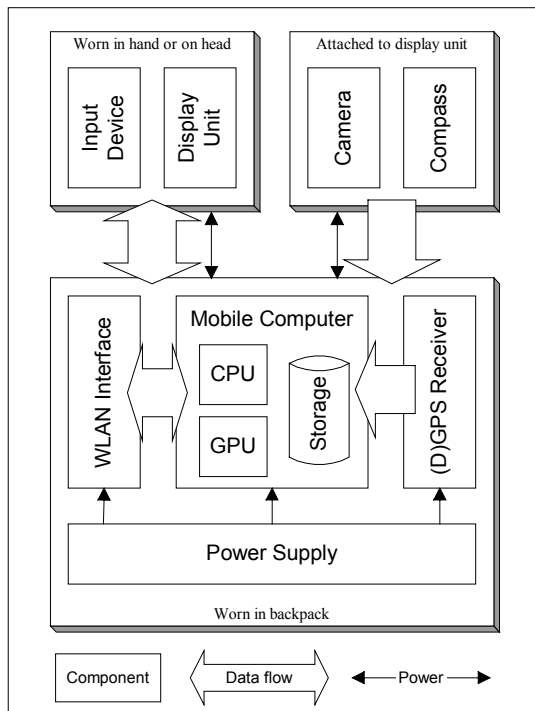 Worn in hand or on head
Input
Device
Display
Unit
Attached to display unit
Camera
Compass
WLAN Interface
Mobile Computer
CPU
GPU
Storage
(D)GPS Receiver
Power Supply
Worn in backpack
Component
Data flow
Power